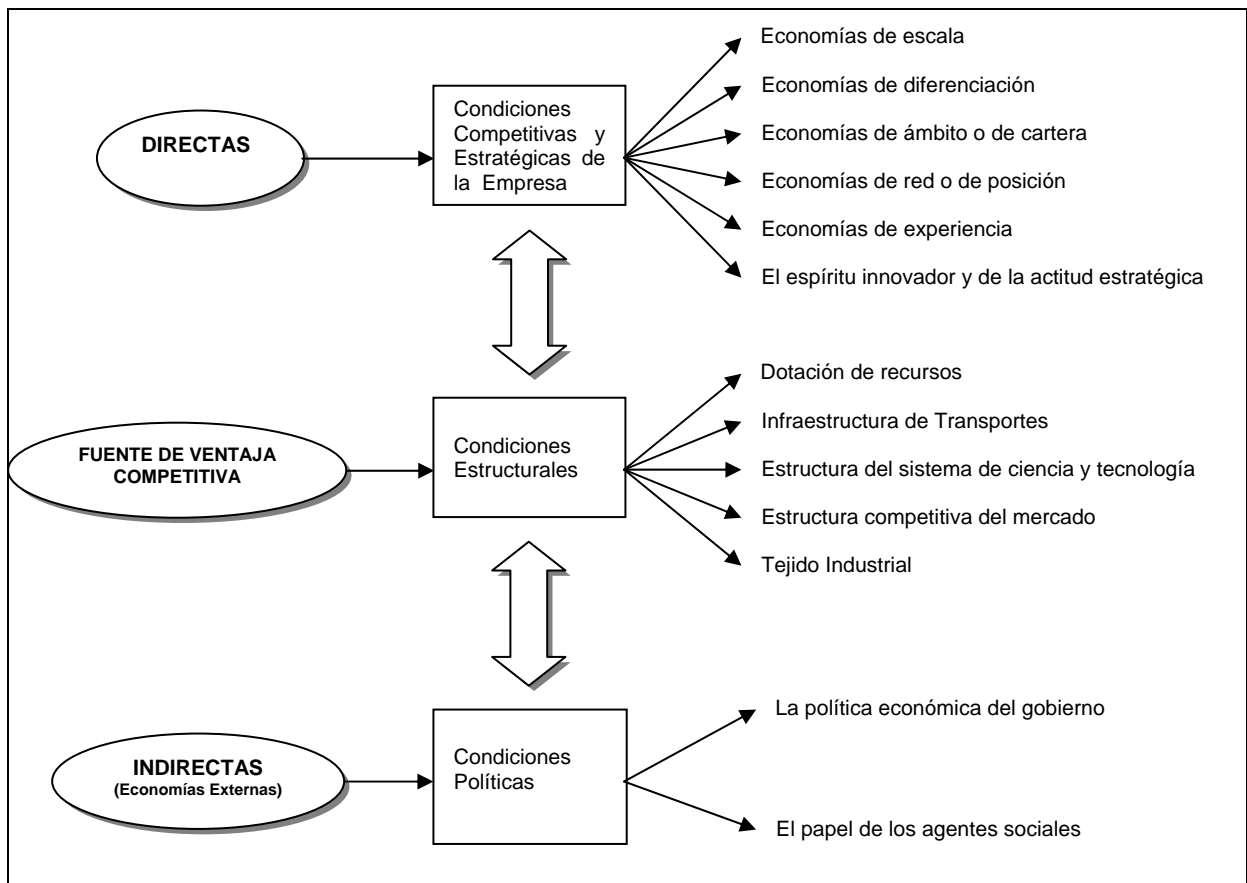 DIRECTAS
Condiciones
Competitivas y
Estratégicas de
la Empresa
Economías de escala
Economías de diferenciación
Economías de ámbito o de cartera
Economías de red o de posición
Economías de experiencia
El espíritu innovador y de la actitud estratégica
FUENTE DE VENTAJA
COMPETITIVA
Condiciones
Estructurales
Dotación de recursos
Infraestructura de Transportes
Estructura del sistema de ciencia y tecnología
Estructura competitiva del mercado
Tejido Industrial
INDIRECTAS
(Economías Externas)
Condiciones
Políticas
La política económica del gobierno
El papel de los agentes sociales